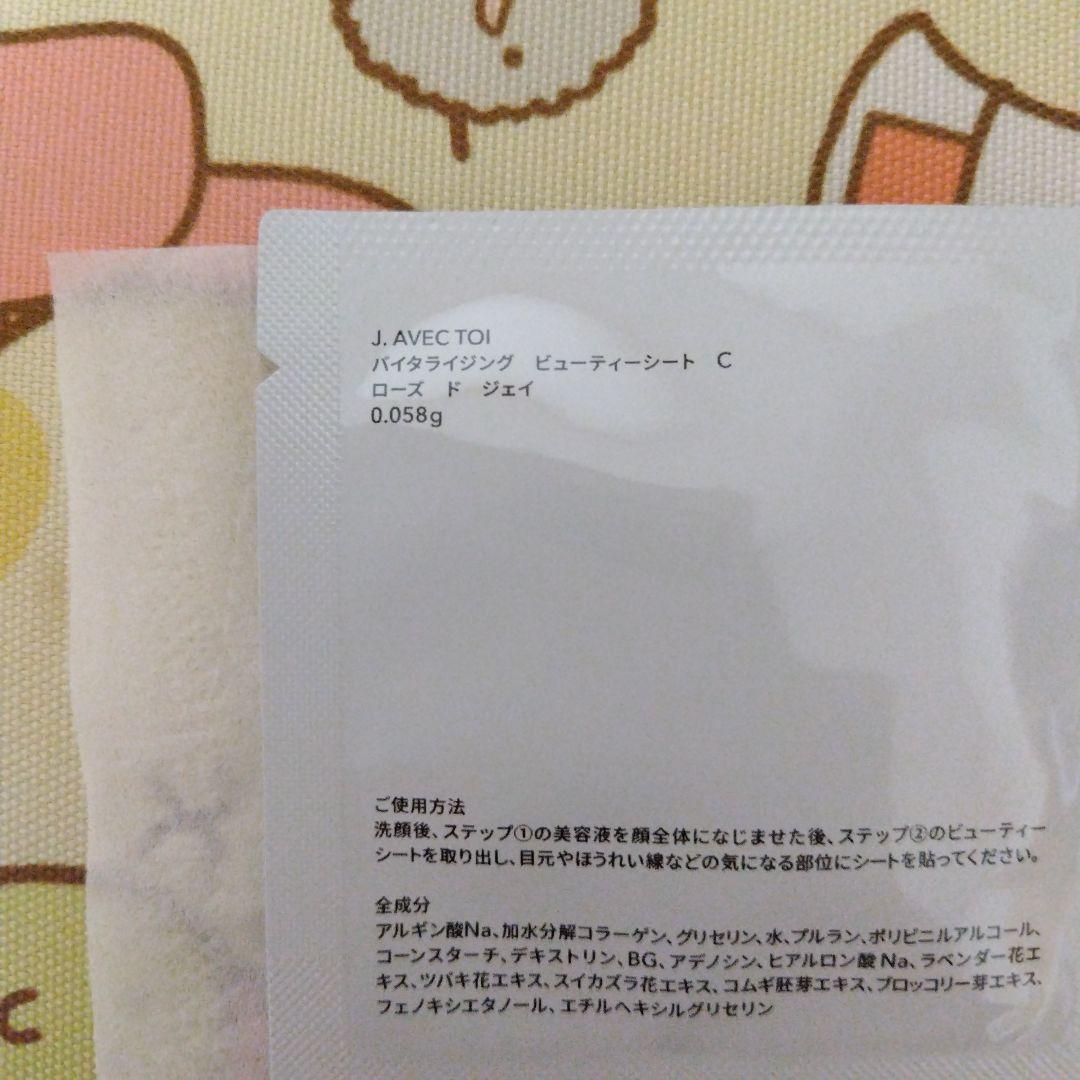 J. AVEC TOI
バイタライジング　ビューティーシート　C
ローズ　ド　ジェイ
0.058g
ご使用方法
洗顔後、ステップ①の美容液を顔全体になじませた後、ステップ②のビューティー
シートを取り出し、目元やほうれい線などの気になる部位にシートを貼ってください。
全成分
アルギン酸Na、加水分解コラーゲン、グリセリン、水、プルラン、ポリビニルアルコール、
コーンスターチ、デキストリン、BG、アデノシン、ヒアルロン酸Na、ラベンダー花エ
キス、ツバキ花エキス、スイカズラ花エキス、コムギ胚芽エキス、ブロッコリー芽エキス、
フェノキシエタノール、エチルヘキシルグリセリン